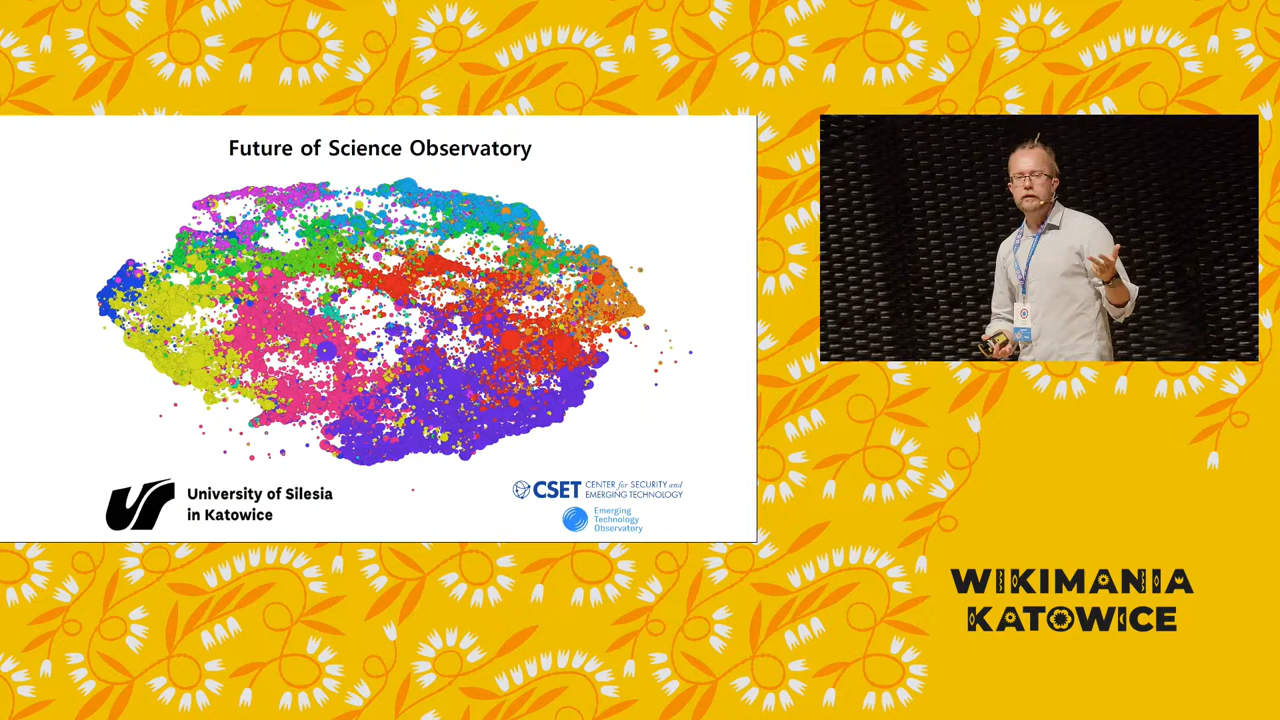 Future of Science Observatory
University of Silesia
in Katowice
CSET CENTER for SECURITY and
EMERGING TECHNOLOGY
Emerging
Technology
Observatory
WIKIMANIA
KATOWICE